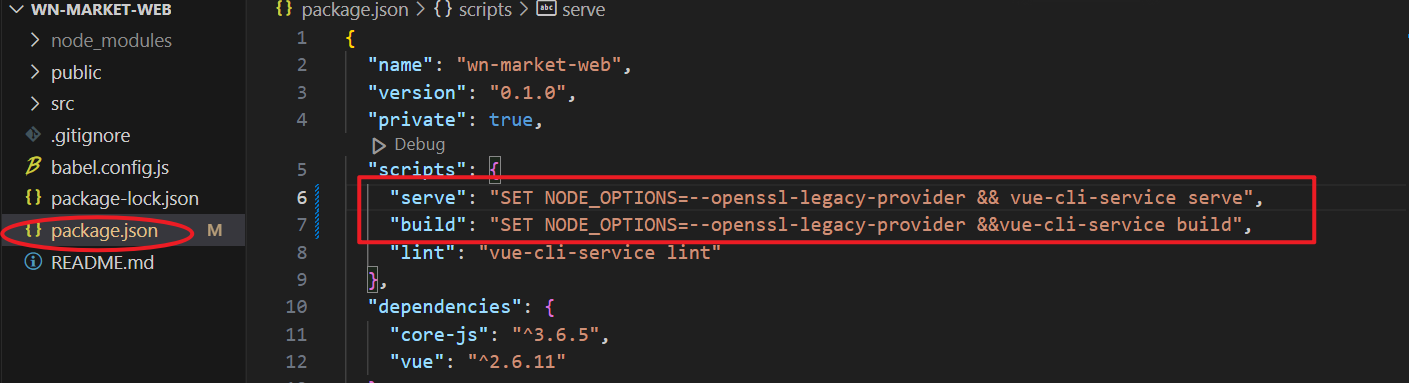 WN-MARKET-WEB
node_modules
public
src
.gitignore
babel.config.js
package-lock.json
package.json M
README.md
package.json > {} scripts > abc serve
1 {
2 "name": "wn-market-web",
3 "version": "0.1.0",
4 "private": true,
Debug
5 "scripts": {
6 "serve": "SET NODE_OPTIONS=--openssl-legacy-provider && vue-cli-service serve",
7 "build": "SET NODE_OPTIONS=--openssl-legacy-provider &&vue-cli-service build",
8 "lint": "vue-cli-service lint"
9 },
10 "dependencies": {
11 "core-js": "^3.6.5",
12 "vue": "^2.6.11"